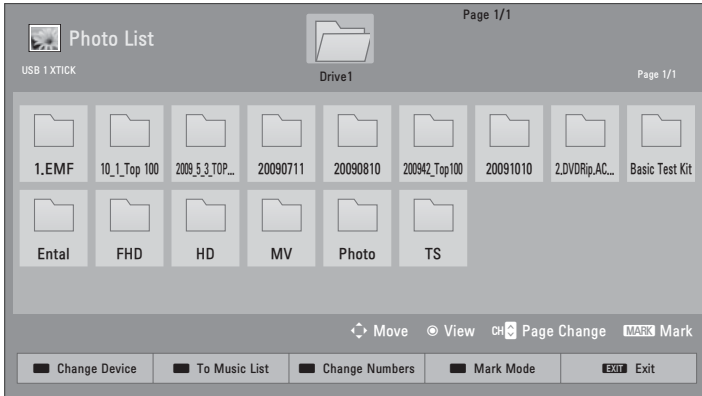 Page 1/1
Photo List
USB 1 XTICK
Drive1
Page 1/1
1.EMF 10_1_Top 100 2009_5_3_TOP... 20090711 20090810 200942_Top100 20091010 2.DVDRip.AC... Basic Test Kit
Ental FHD HD MV Photo TS
Move View CH Page Change MARK Mark
Change Device To Music List Change Numbers Mark Mode EXIT Exit